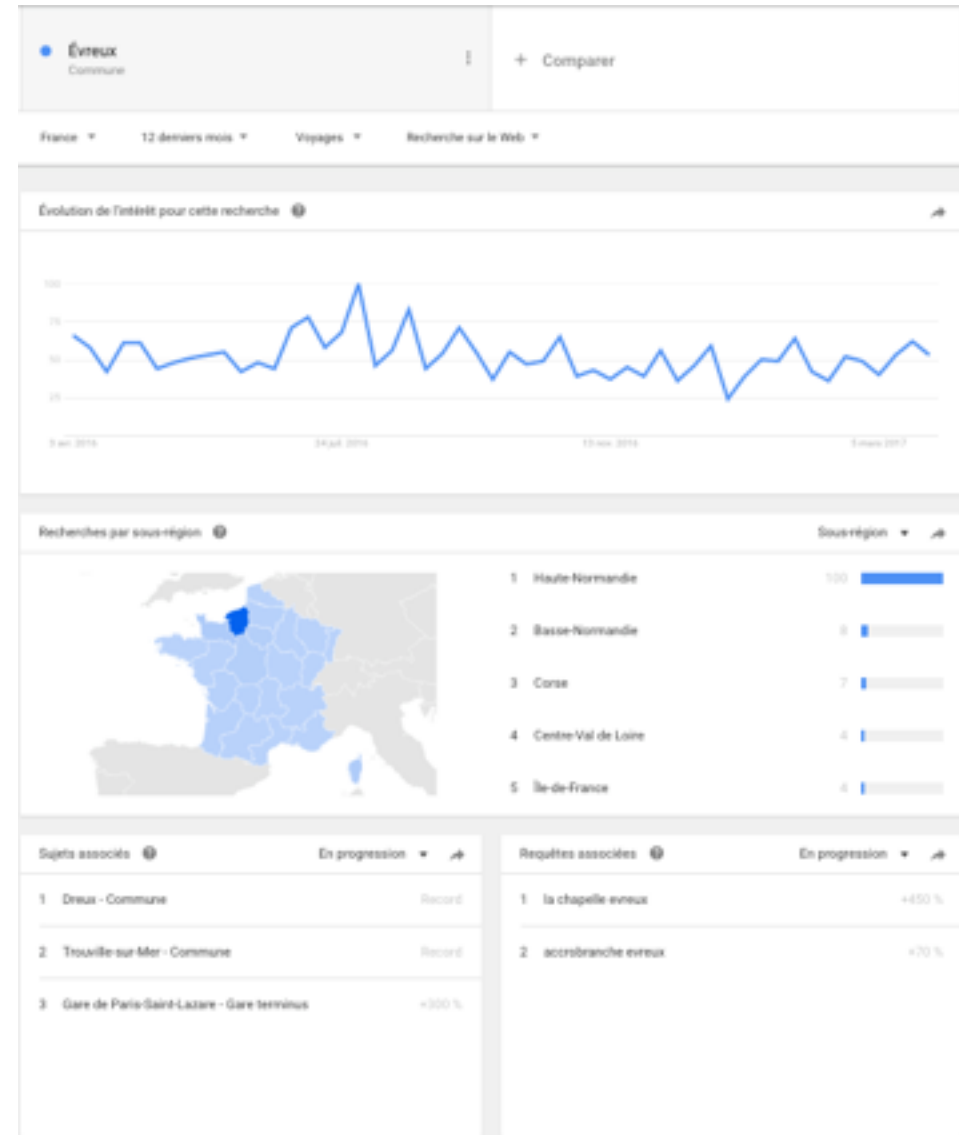 Évreux
Commune
+ Comparer
France
12 derniers mois
Voyages
Recherche sur le Web
Évolution de l'intérêt pour cette recherche
100
75
50
25
3 avr. 2016
24 juil. 2016
13 nov. 2016
5 mars 2017
Recherches par sous-région
Sous-région
1 Haute-Normandie 100
2 Basse-Normandie 8
3 Corse 7
4 Centre-Val de Loire 4
5 Île-de-France 4
Sujets associés
En progression
1 Dreux - Commune Record
2 Trouville-sur-Mer - Commune Record
3 Gare de Paris-Saint-Lazare - Gare terminus +300 %
Requêtes associées
En progression
1 la chapelle evreux +450 %
2 accrobranche evreux +70 %